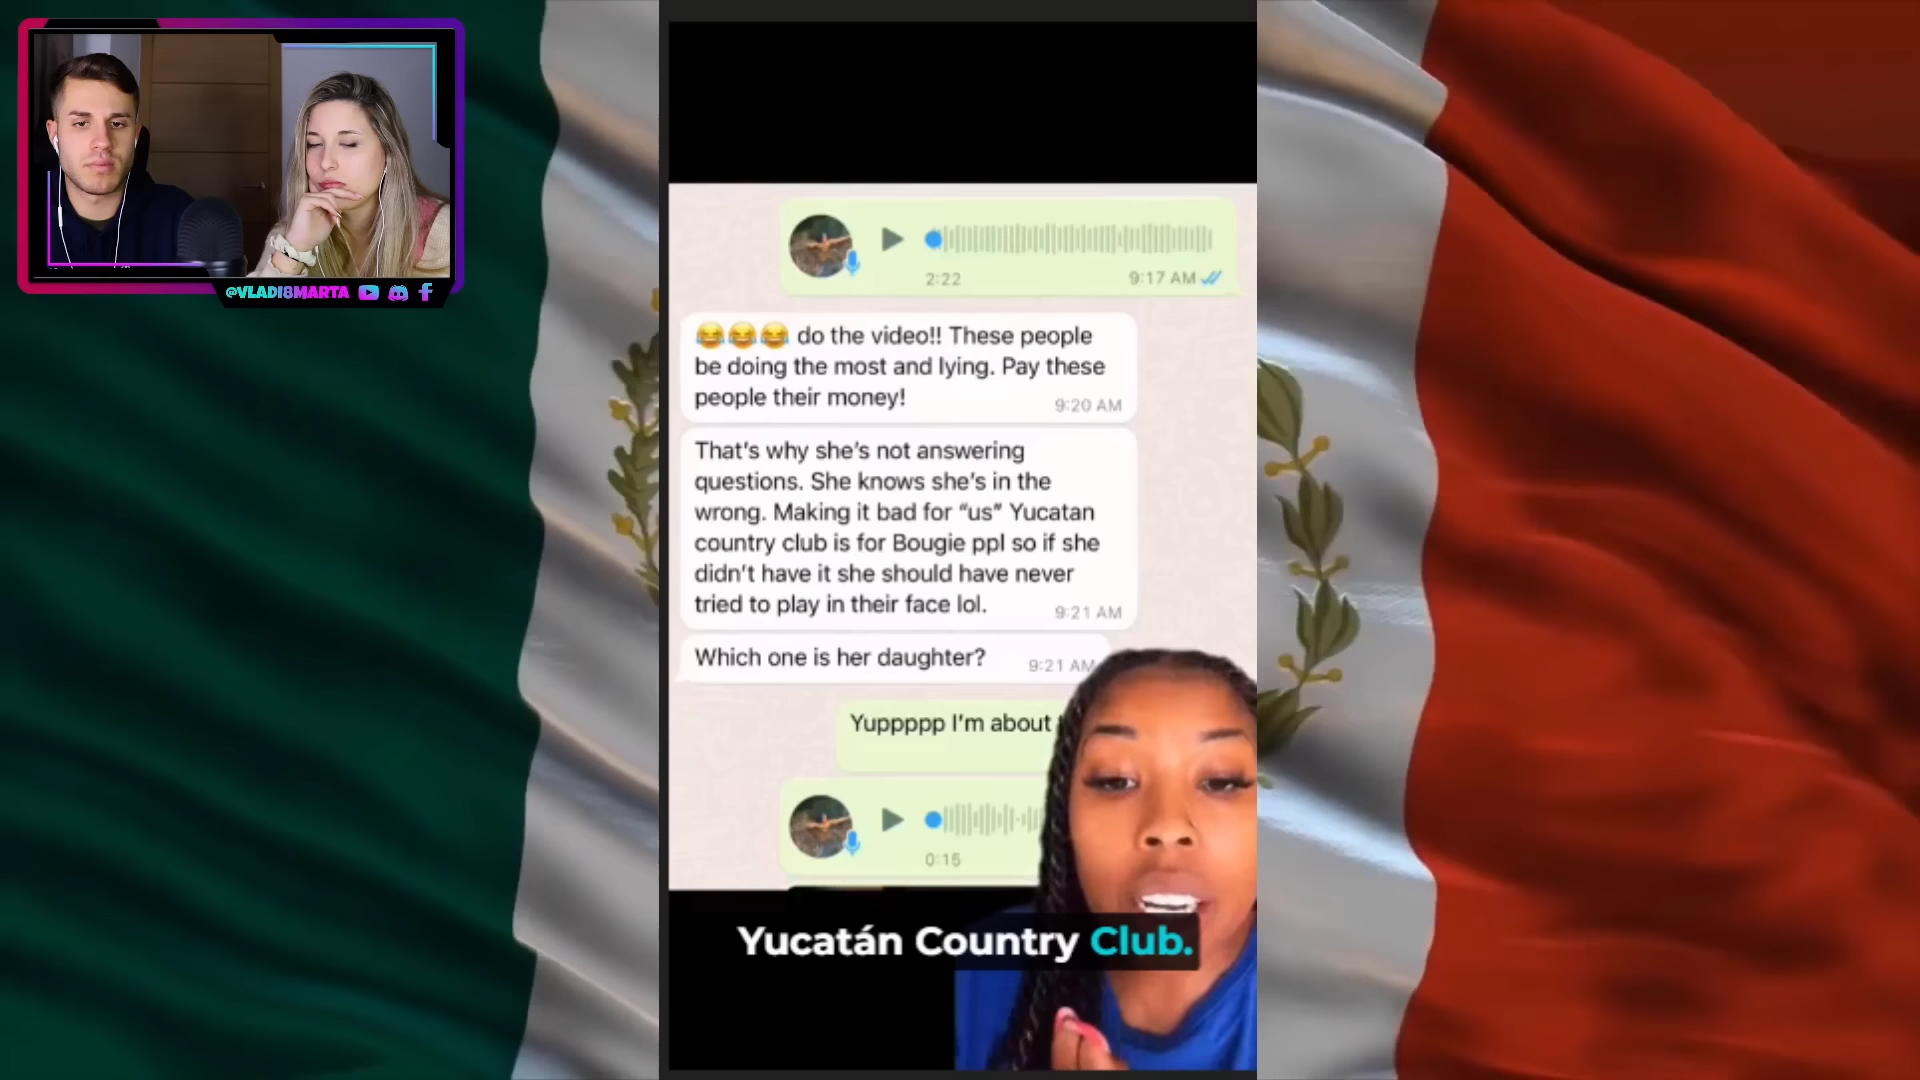 @VLADI8MARTA
2:22
9:17 AM
😂😂😂 do the video!! These people
be doing the most and lying. Pay these
people their money!
9:20 AM
That's why she's not answering
questions. She knows she's in the
wrong. Making it bad for “us” Yucatan
country club is for Bougie ppl so if she
didn't have it she should have never
tried to play in their face lol.
9:21 AM
Which one is her daughter?
9:21 AM
Yuppppp I'm about
0:15
Yucatán Country Club.